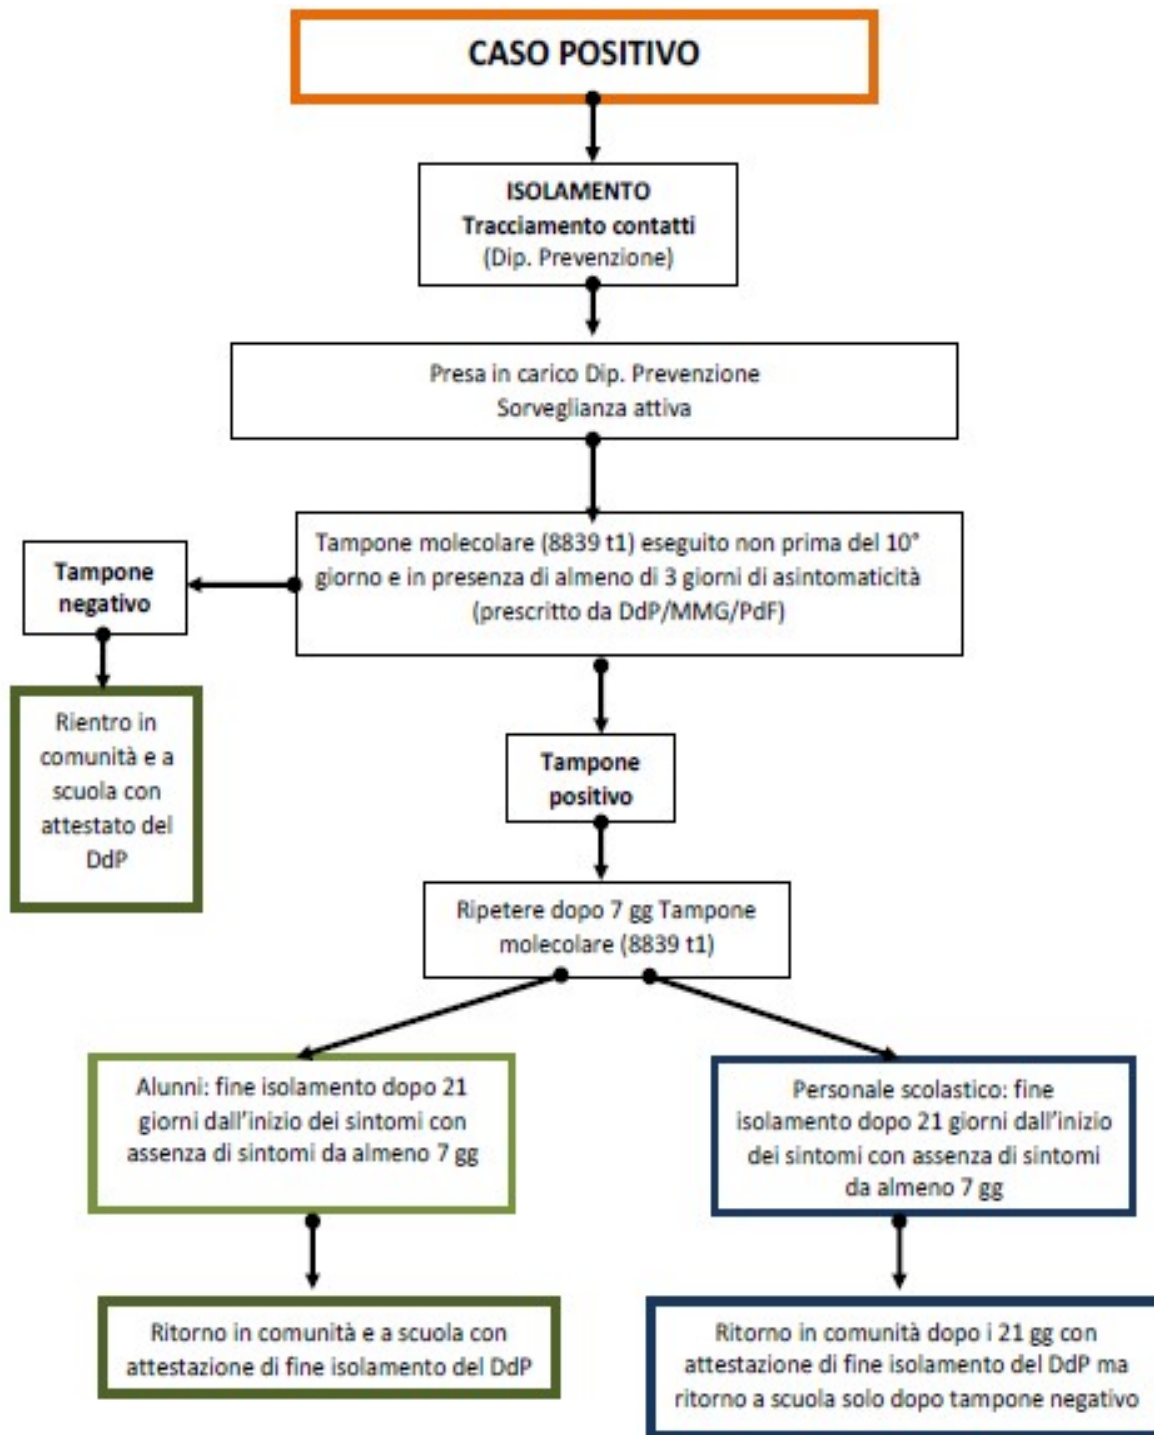 CASO POSITIVO
ISOLAMENTO
Tracciamento contatti
(Dip. Prevenzione)
Presa in carico Dip. Prevenzione
Sorveglianza attiva
Tampone molecolare (8839 t1) eseguito non prima del 10°
giorno e in presenza di almeno di 3 giorni di asintomaticità
(prescritto da DdP/MMG/PdF)
Tampone
negativo
Rientro in
comunità e a
scuola con
attestato del
DdP
Tampone
positivo
Ripetere dopo 7 gg Tampone
molecolare (8839 t1)
Alunni: fine isolamento dopo 21
giorni dall'inizio dei sintomi con
assenza di sintomi da almeno 7 gg
Personale scolastico: fine
isolamento dopo 21 giorni dall'inizio
dei sintomi con assenza di sintomi
da almeno 7 gg
Ritorno in comunità e a scuola con
attestazione di fine isolamento del DdP
Ritorno in comunità dopo i 21 gg con
attestazione di fine isolamento del DdP ma
ritorno a scuola solo dopo tampone negativo